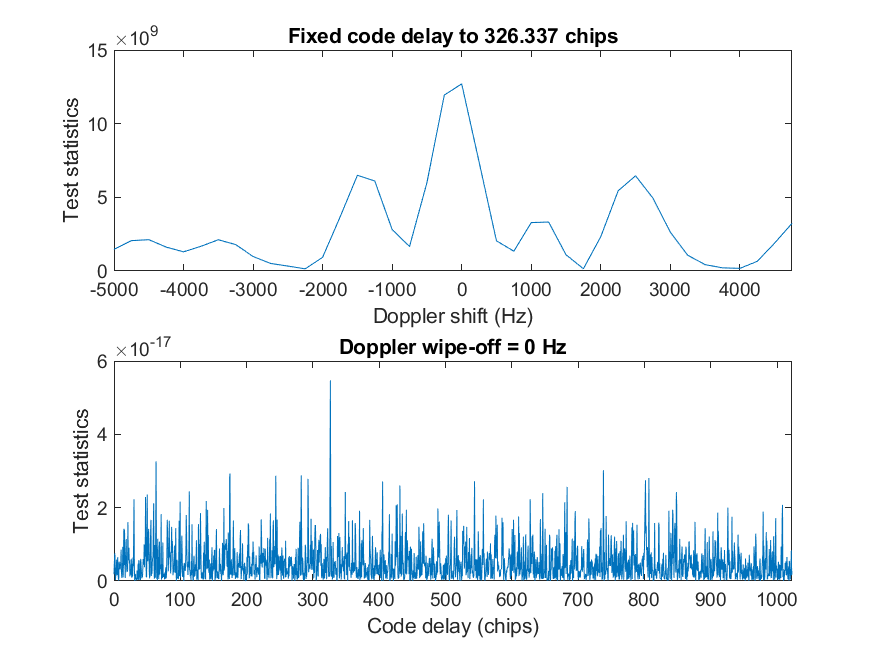 Fixed code delay to 326.337 chips
×10^9
15
10
5
0
Test statistics
-5000 -4000 -3000 -2000 -1000 0 1000 2000 3000 4000
Doppler shift (Hz)
Doppler wipe-off = 0 Hz
×10^-17
6
4
2
0
Test statistics
0 100 200 300 400 500 600 700 800 900 1000
Code delay (chips)